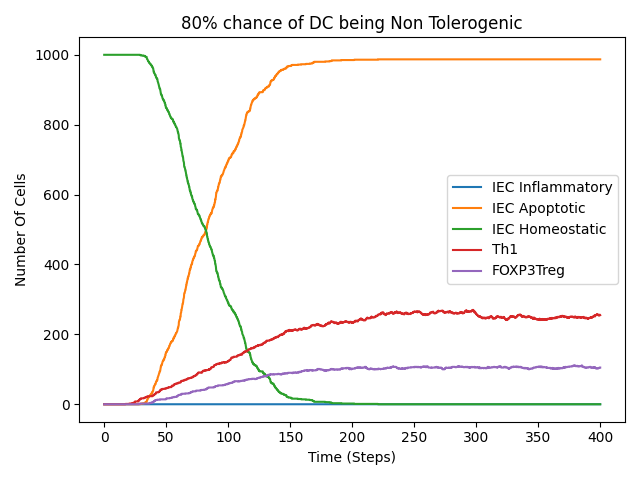 80% chance of DC being Non Tolerogenic
Number Of Cells
1000
800
600
400
200
0
IEC Inflammatory
IEC Apoptotic
IEC Homeostatic
Th1
FOXP3Treg
0 50 100 150 200 250 300 350 400
Time (Steps)